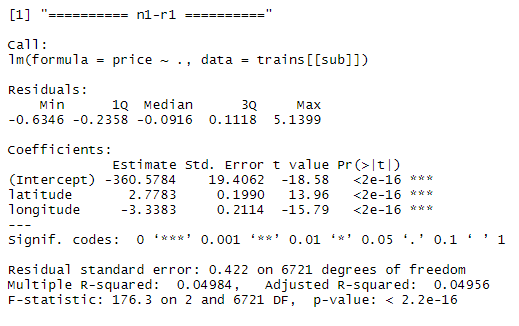 [1] "========== n1-r1 =========="
Call:
lm(formula = price ~ ., data = trains[[sub]])
Residuals:
    Min      1Q  Median      3Q     Max
-0.6346 -0.2358 -0.0916  0.1118  5.1399
Coefficients:
              Estimate Std. Error t value Pr(>|t|)
(Intercept) -360.5784    19.4062  -18.58   <2e-16 ***
latitude       2.7783     0.1990   13.96   <2e-16 ***
longitude     -3.3383     0.2114  -15.79   <2e-16 ***
---
Signif. codes:  0 ‘***’ 0.001 ‘**’ 0.01 ‘*’ 0.05 ‘.’ 0.1 ‘ ’ 1
Residual standard error: 0.422 on 6721 degrees of freedom
Multiple R-squared:  0.04984,   Adjusted R-squared:  0.04956
F-statistic: 176.3 on 2 and 6721 DF,  p-value: < 2.2e-16